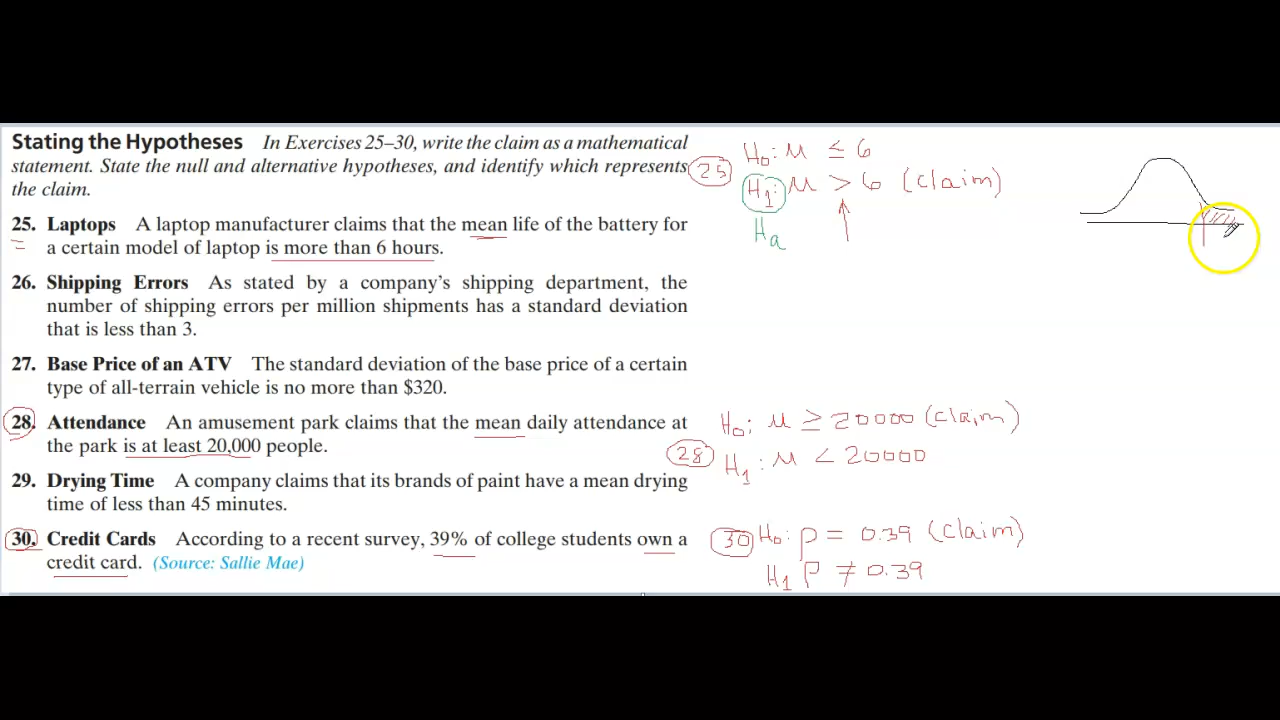 Stating the Hypotheses In Exercises 25–30, write the claim as a mathematical
statement. State the null and alternative hypotheses, and identify which represents
the claim.
25. Laptops A laptop manufacturer claims that the mean life of the battery for
a certain model of laptop is more than 6 hours.
26. Shipping Errors As stated by a company's shipping department, the
number of shipping errors per million shipments has a standard deviation
that is less than 3.
27. Base Price of an ATV The standard deviation of the base price of a certain
type of all-terrain vehicle is no more than $320.
28. Attendance An amusement park claims that the mean daily attendance at
the park is at least 20,000 people.
29. Drying Time A company claims that its brands of paint have a mean drying
time of less than 45 minutes.
30. Credit Cards According to a recent survey, 39% of college students own a
credit card. (Source: Sallie Mae)
25
H₀: μ ≤ 6
H₁: μ > 6 (Claim)
Ha
28
H₀: μ ≥ 20000 (Claim)
H₁: μ < 20000
30
H₀: p = 0.39 (Claim)
H₁ p ≠ 0.39